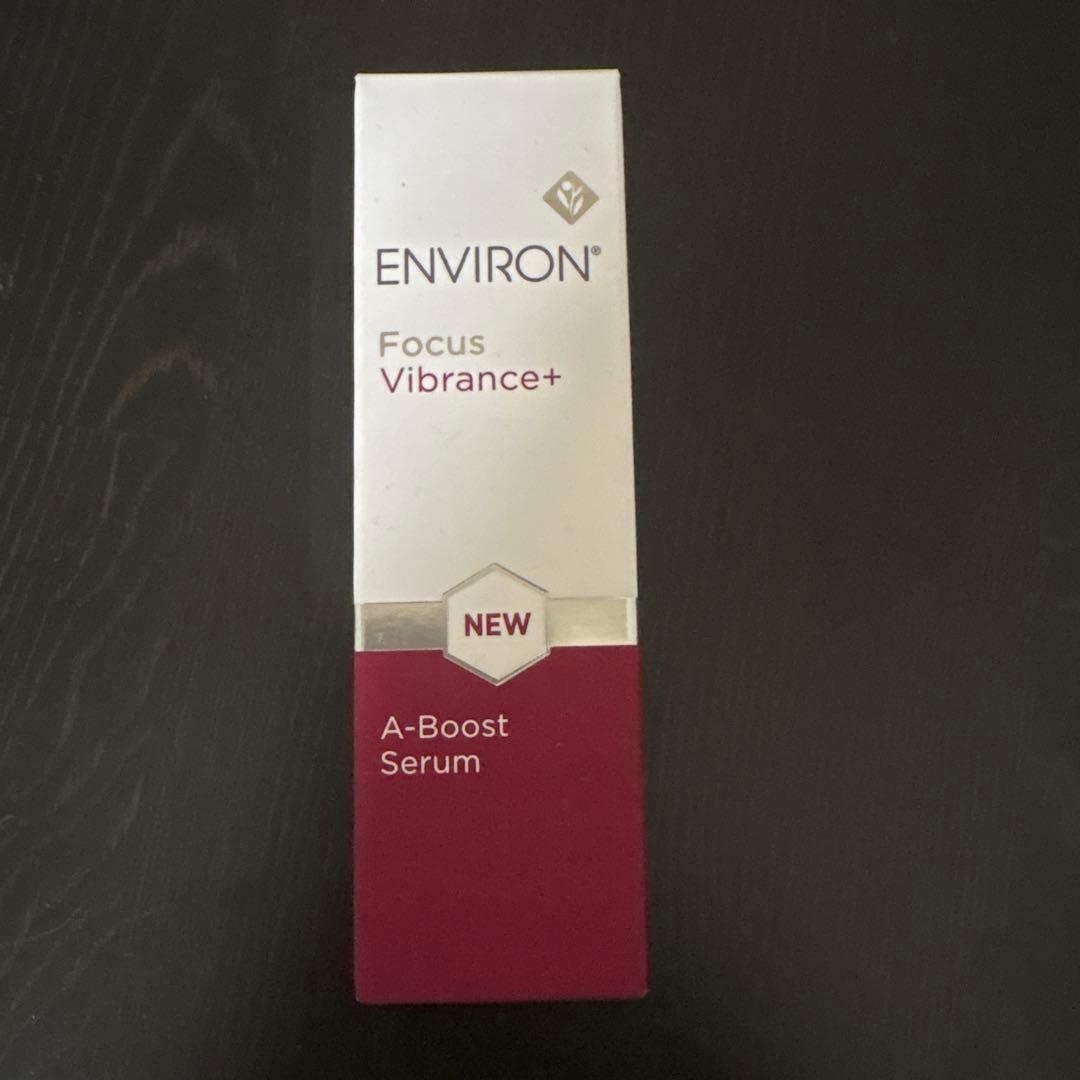 ENVIRON®
Focus
Vibrance+
NEW
A-Boost
Serum